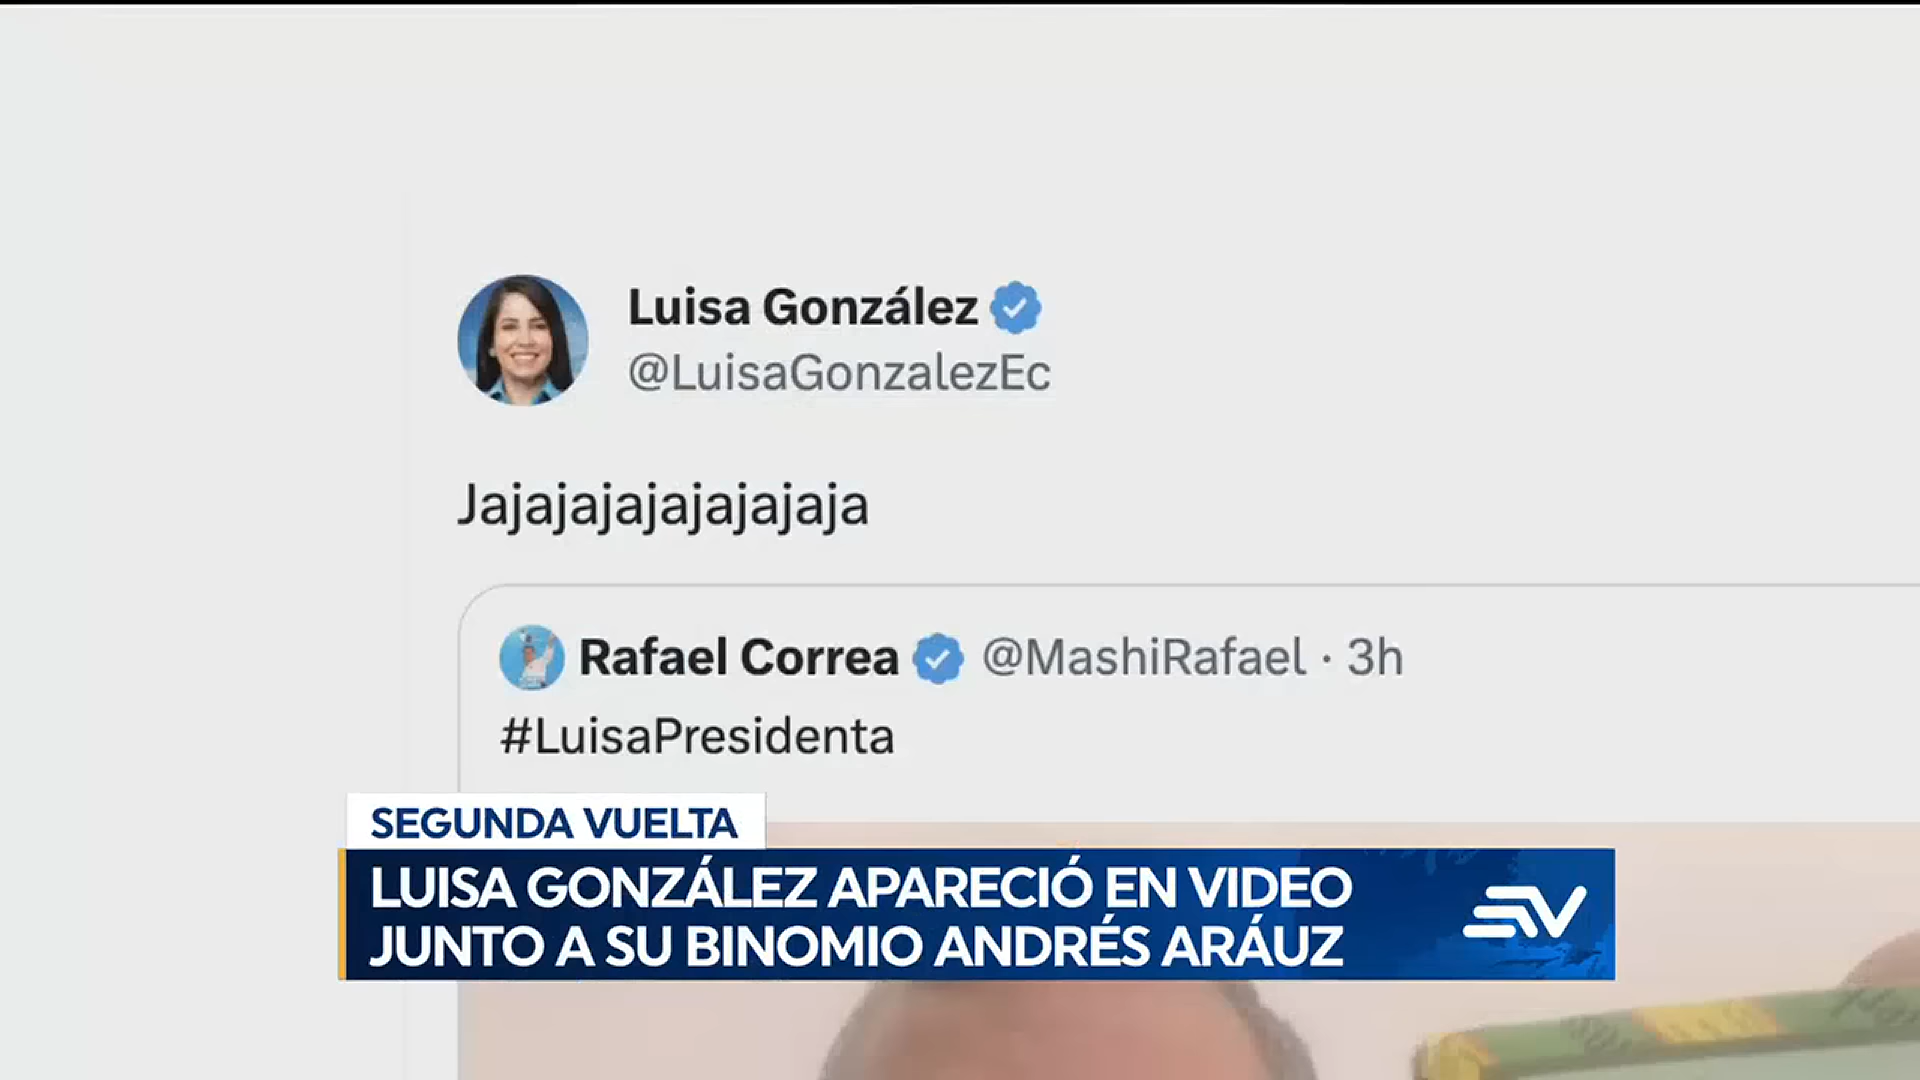 Luisa González
@LuisaGonzalezEc
Jajajajajajajajaja
Rafael Correa @MashiRafael · 3h
#LuisaPresidenta
SEGUNDA VUELTA
LUISA GONZÁLEZ APARECIÓ EN VIDEO
JUNTO A SU BINOMIO ANDRÉS ARÁUZ